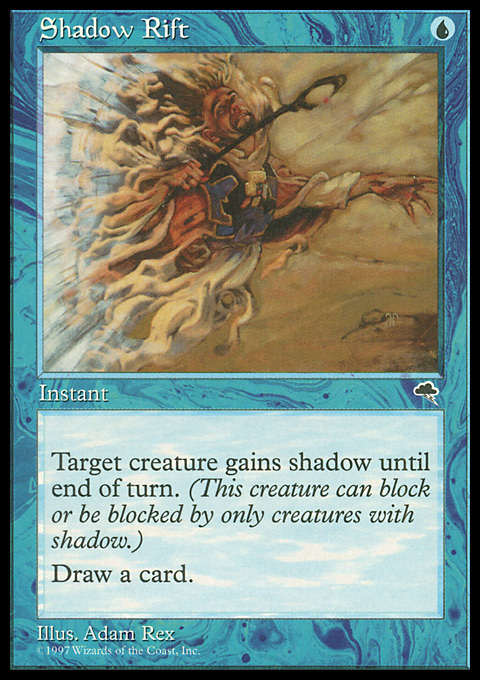 Shadow Rift
Instant
Target creature gains shadow until
end of turn. (This creature can block
or be blocked by only creatures with
shadow.)
Draw a card.
Illus. Adam Rex
© 1997 Wizards of the Coast, Inc.